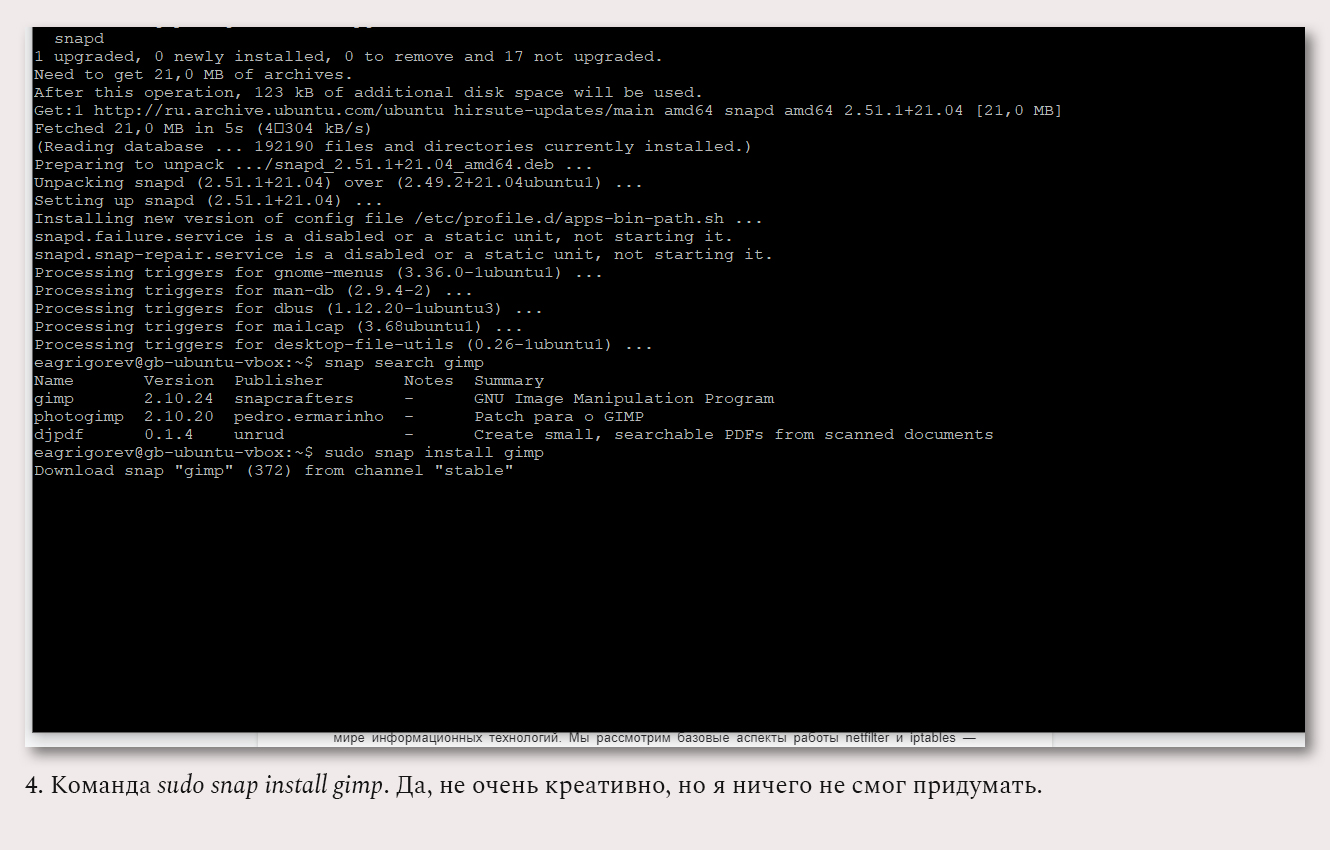 snapd
1 upgraded, 0 newly installed, 0 to remove and 17 not upgraded.
Need to get 21,0 MB of archives.
After this operation, 123 kB of additional disk space will be used.
Get:1 http://ru.archive.ubuntu.com/ubuntu hirsute-updates/main amd64 snapd amd64 2.51.1+21.04 [21,0 MB]
Fetched 21,0 MB in 5s (4□304 kB/s)
(Reading database ... 192190 files and directories currently installed.)
Preparing to unpack .../snapd_2.51.1+21.04_amd64.deb ...
Unpacking snapd (2.51.1+21.04) over (2.49.2+21.04ubuntu1) ...
Setting up snapd (2.51.1+21.04) ...
Installing new version of config file /etc/profile.d/apps-bin-path.sh ...
snapd.failure.service is a disabled or a static unit, not starting it.
snapd.snap-repair.service is a disabled or a static unit, not starting it.
Processing triggers for gnome-menus (3.36.0-1ubuntu1) ...
Processing triggers for man-db (2.9.4-2) ...
Processing triggers for dbus (1.12.20-1ubuntu3) ...
Processing triggers for mailcap (3.68ubuntu1) ...
Processing triggers for desktop-file-utils (0.26-1ubuntu1) ...
eagrigorev@gb-ubuntu-vbox:~$ snap search gimp
Name       Version  Publisher        Notes  Summary
gimp       2.10.24  snapcrafters     -      GNU Image Manipulation Program
photogimp  2.10.20  pedro.ermarinho  -      Patch para o GIMP
djpdf      0.1.4    unrud            -      Create small, searchable PDFs from scanned documents
eagrigorev@gb-ubuntu-vbox:~$ sudo snap install gimp
Download snap "gimp" (372) from channel "stable"
мире информационных технологий. Мы рассмотрим базовые аспекты работы netfilter и iptables —
4. Команда sudo snap install gimp. Да, не очень креативно, но я ничего не смог придумать.